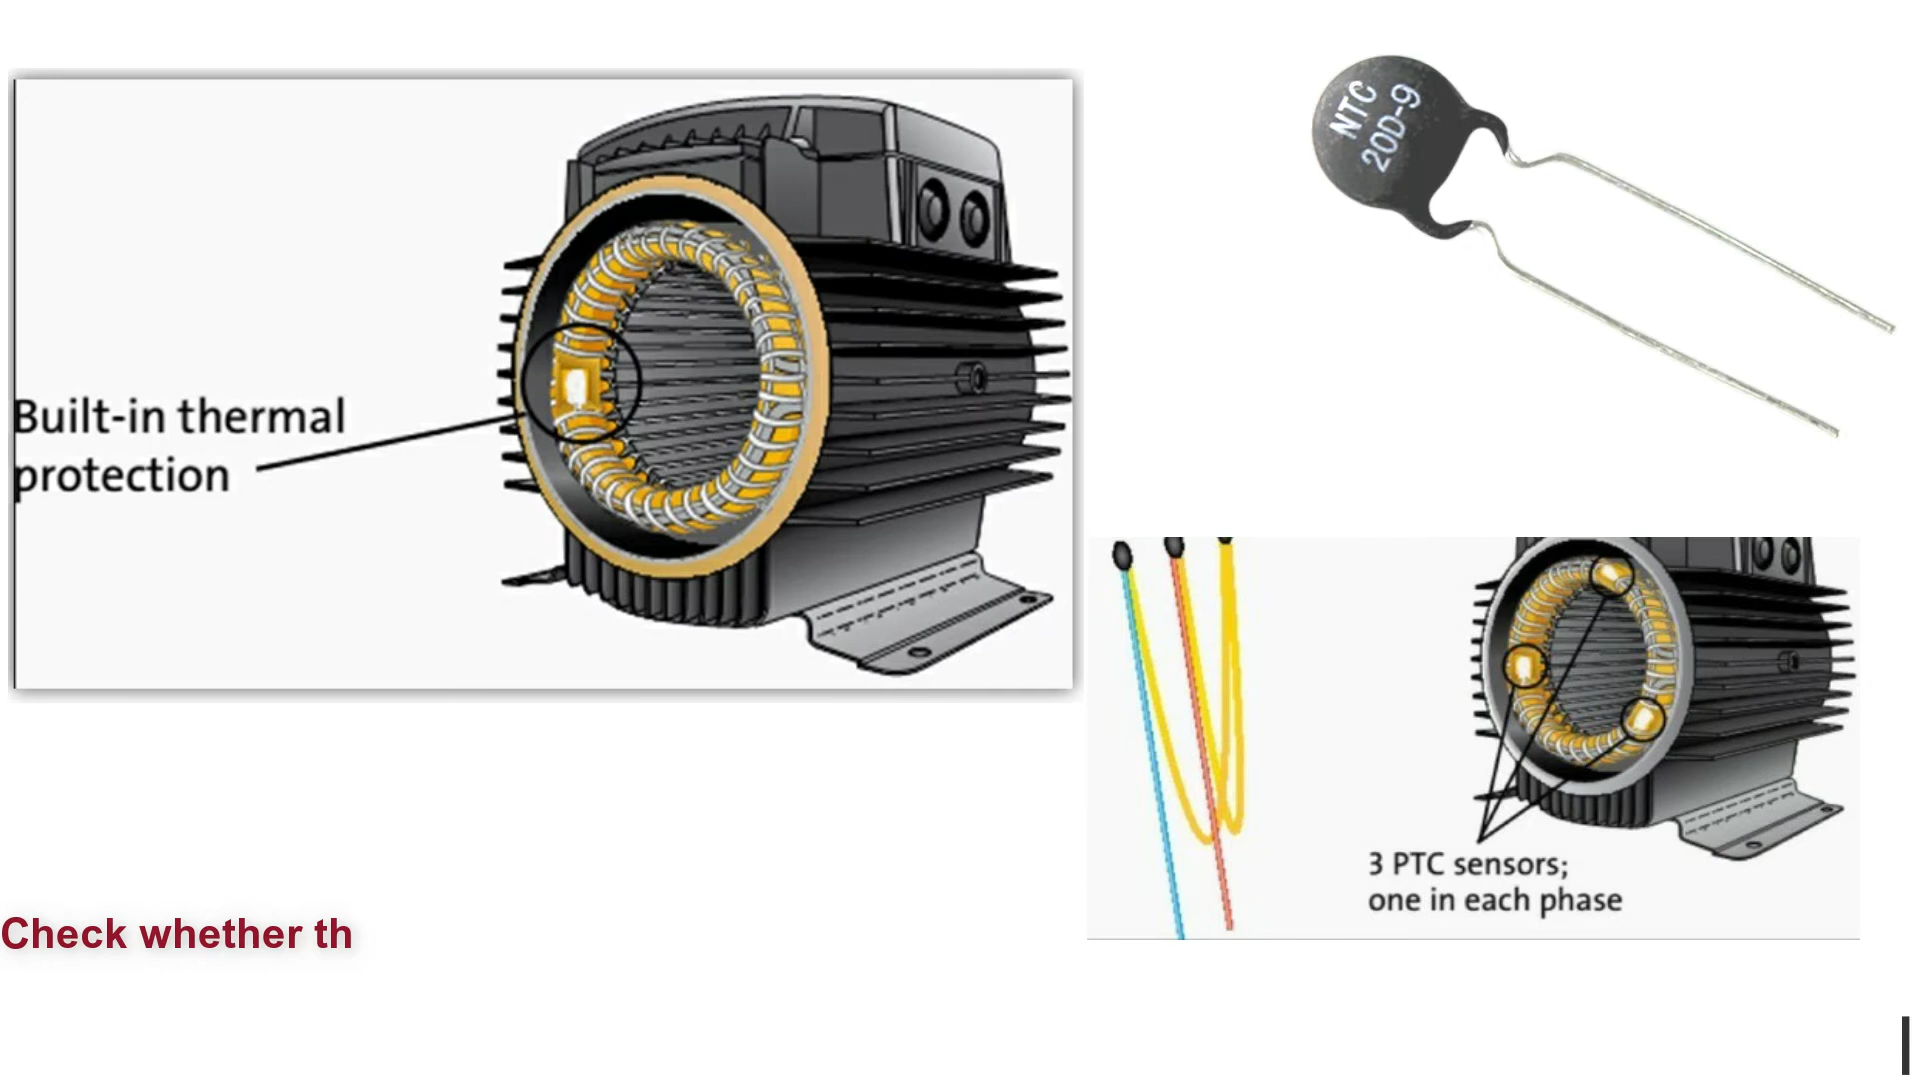 Built-in thermal
protection
NTC
20D-9
3 PTC sensors;
one in each phase
Check whether th